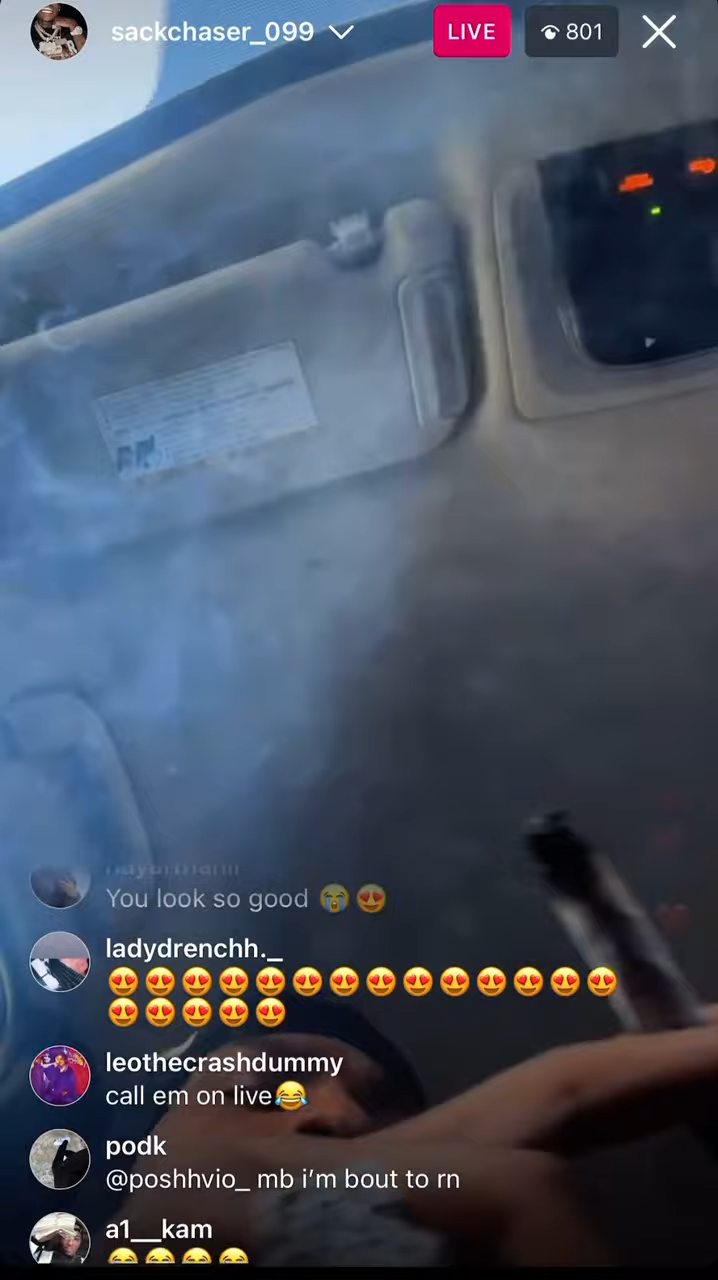 sackchaser_099
LIVE
801
You look so good 😭😍
ladydrenchh._
😍😍😍😍😍😍😍😍😍😍😍😍😍😍
😍😍😍😍😍
leothecrashdummy
call em on live😂
podk
@poshhvio_ mb i’m bout to rn
a1__kam
😂😂😂😂